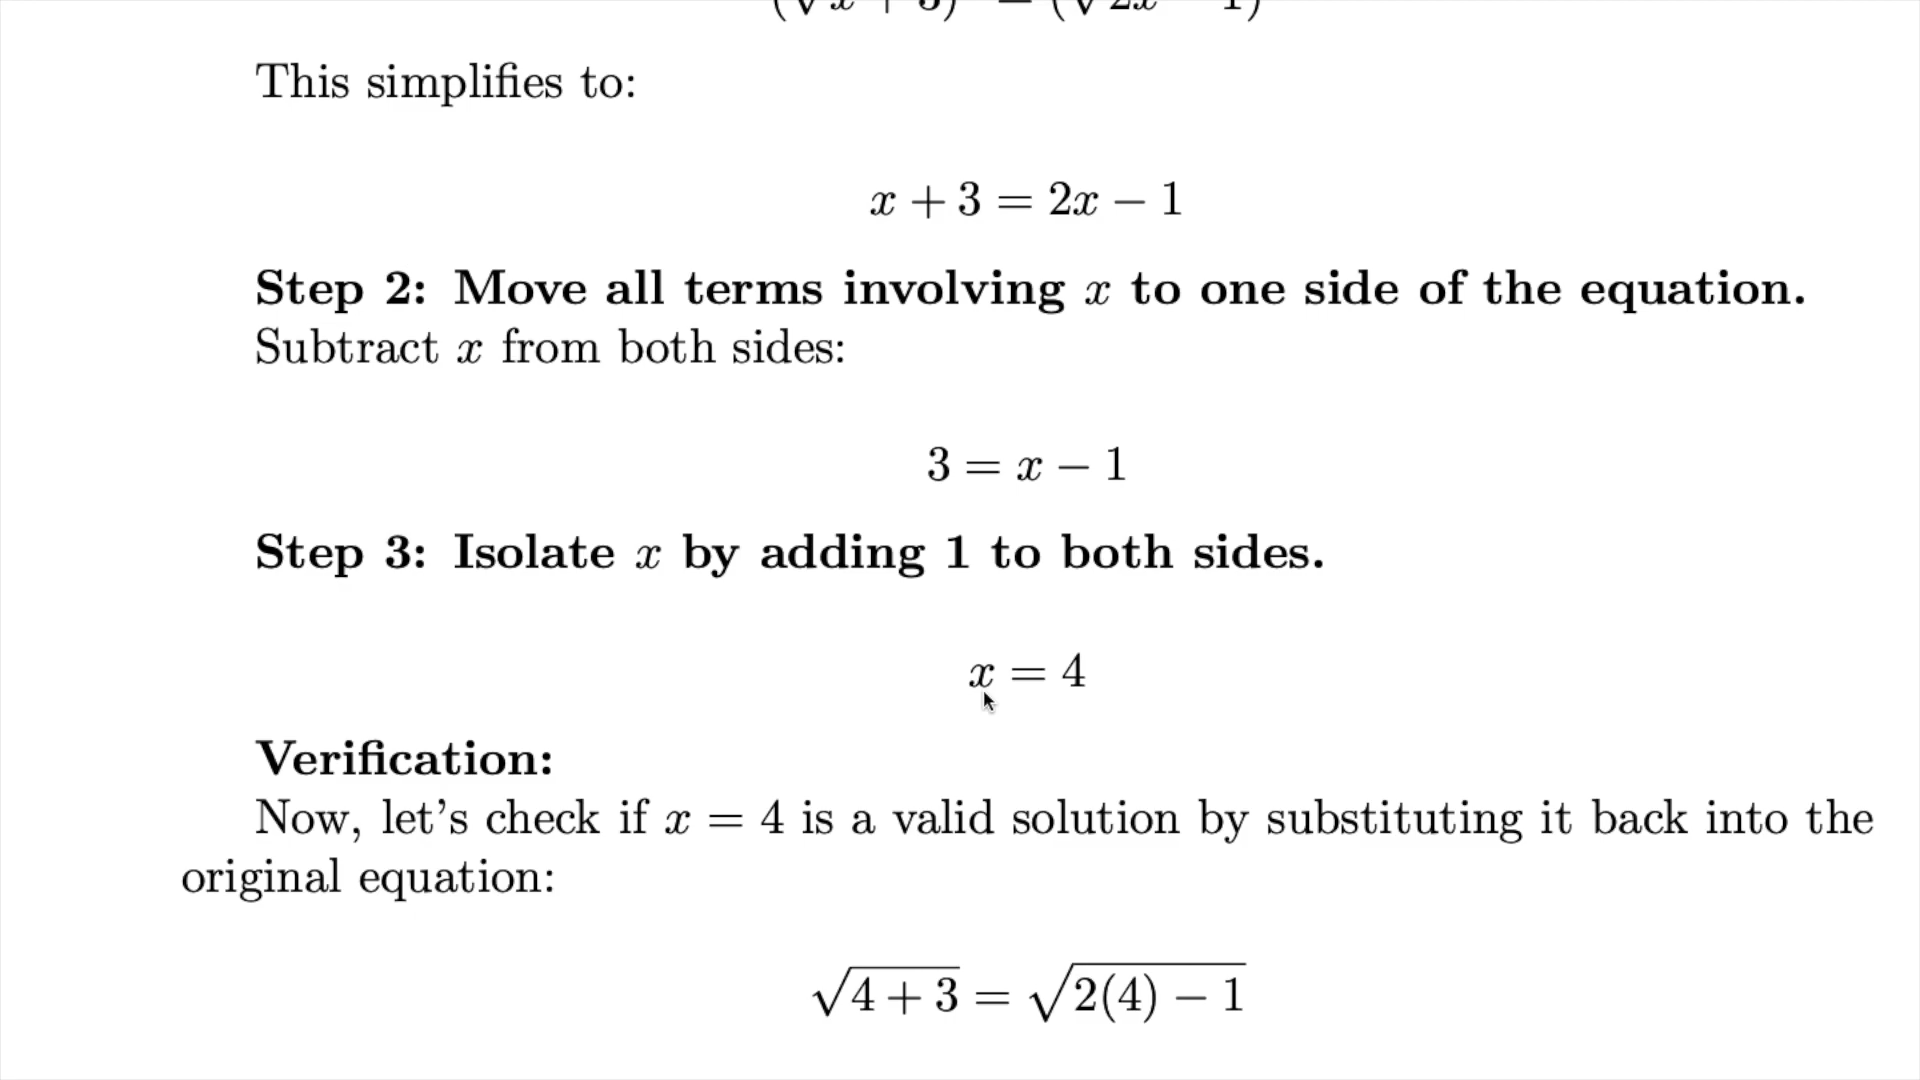 This simplifies to:
x + 3 = 2x − 1
Step 2: Move all terms involving x to one side of the equation.
Subtract x from both sides:
3 = x − 1
Step 3: Isolate x by adding 1 to both sides.
x = 4
Verification:
Now, let’s check if x = 4 is a valid solution by substituting it back into the
original equation:
√(4 + 3) = √(2(4) − 1)